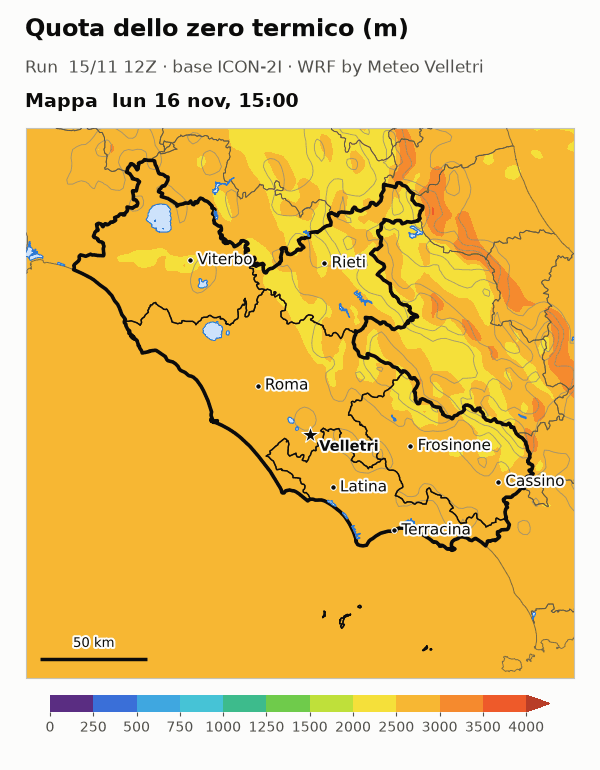 Quota dello zero termico (m)
Run  15/11 12Z · base ICON-2I · WRF by Meteo Velletri
Mappa  lun 16 nov, 15:00
Viterbo
Rieti
Roma
Velletri
Frosinone
Cassino
Latina
Terracina
50 km
0 250 500 750 1000 1250 1500 2000 2500 3000 3500 4000